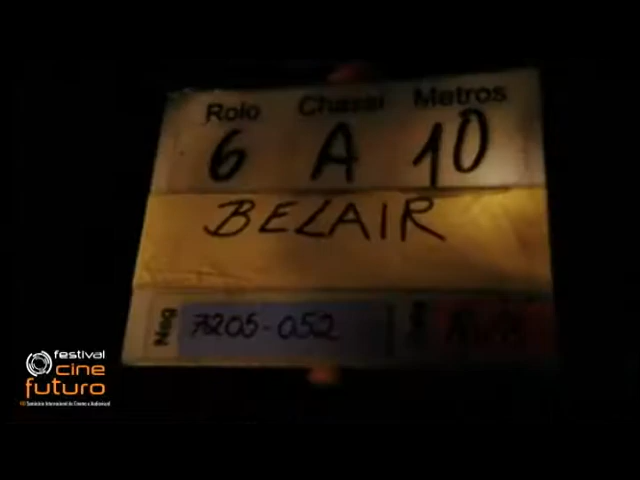 Rolo Chassi Metros
6 A 10
BELAIR
Neg 7205-052
festival
cine
futuro